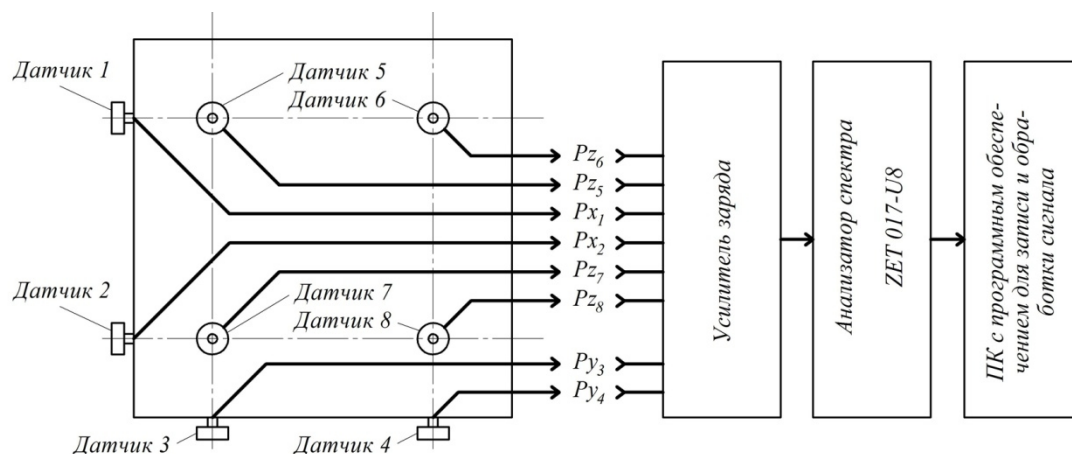 Датчик 1
Датчик 5
Датчик 6
Pz6
Pz5
Px1
Px2
Pz7
Pz8
Py3
Py4
Датчик 2
Датчик 7
Датчик 8
Датчик 3
Датчик 4
Усилитель заряда
Анализатор спектра
ZET 017-U8
ПК с программным обеспе-
чением для записи и обра-
ботки сигнала